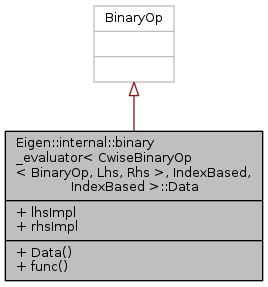 BinaryOp
Eigen::internal::binary
_evaluator< CwiseBinaryOp
< BinaryOp, Lhs, Rhs >, IndexBased,
IndexBased >::Data
+ lhsImpl
+ rhsImpl
+ Data()
+ func()